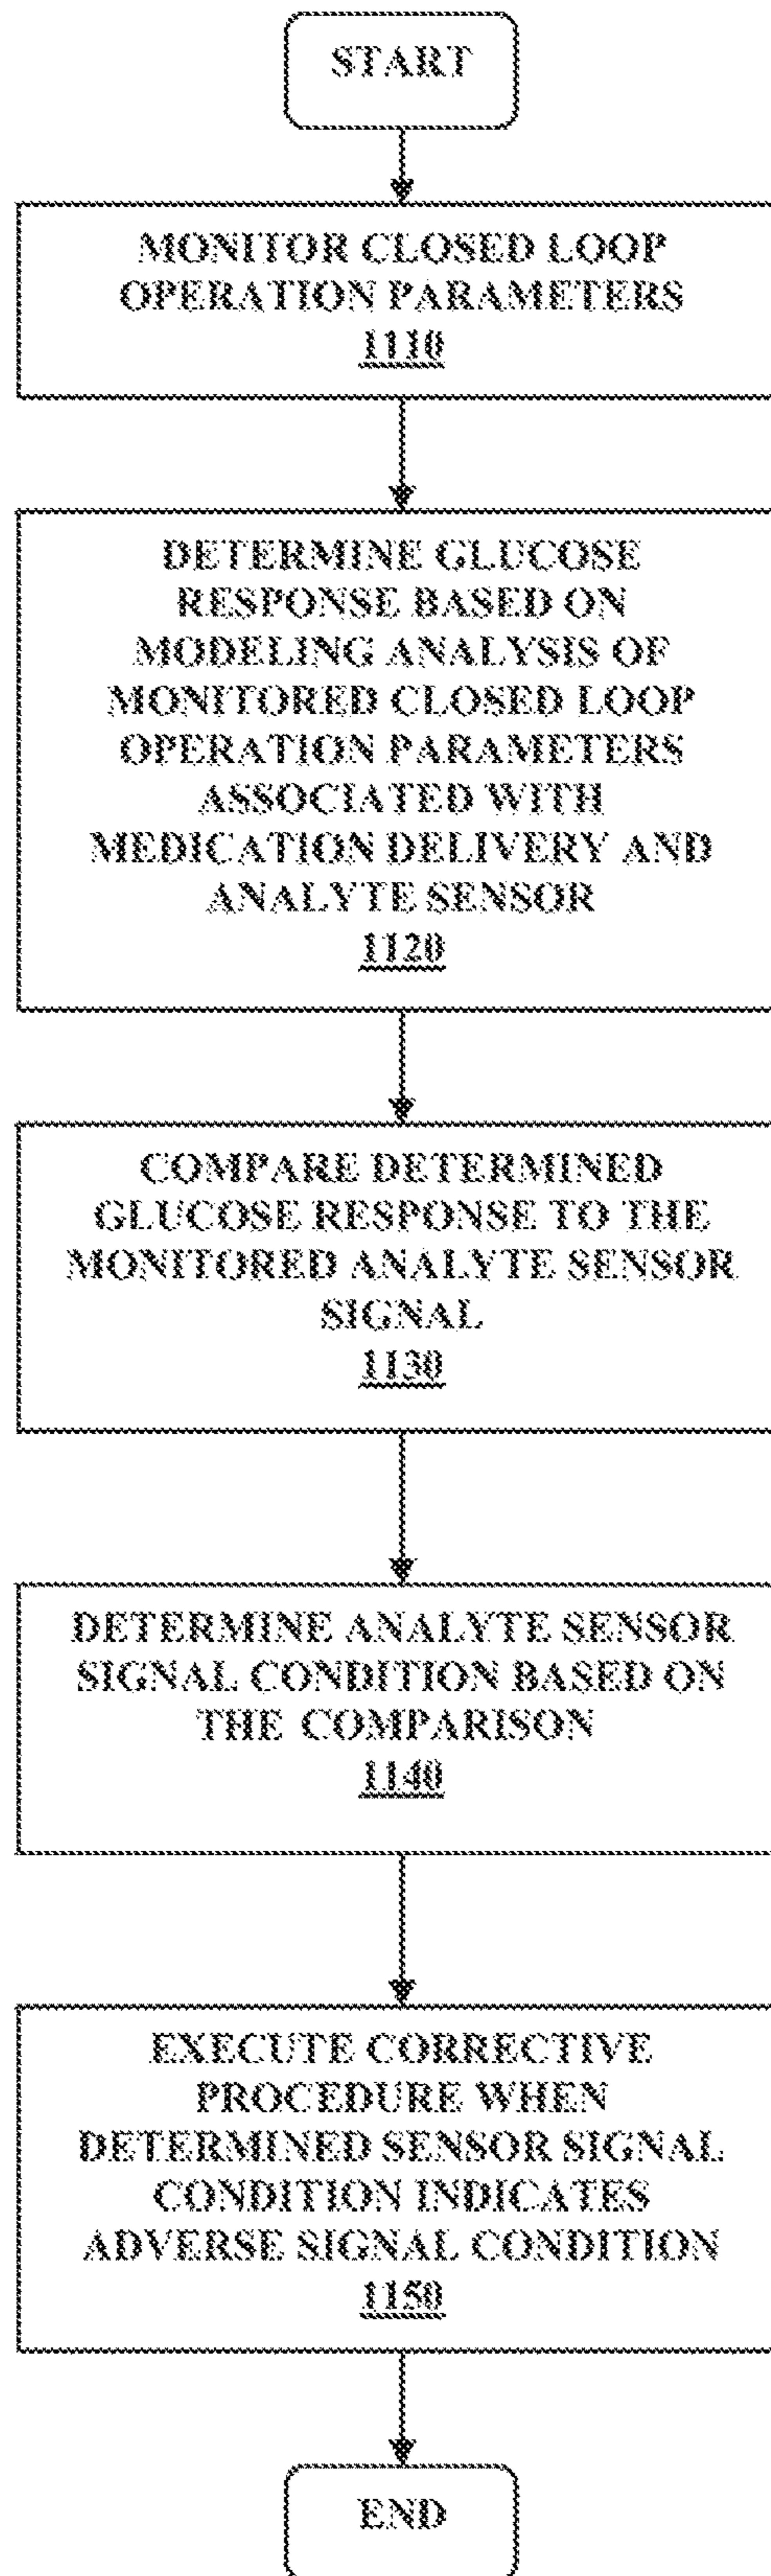 START
MONITOR CLOSED LOOP
OPERATION PARAMETERS
1110
DETERMINE GLUCOSE
RESPONSE BASED ON
MODELING ANALYSIS OF
MONITORED CLOSED LOOP
OPERATION PARAMETERS
ASSOCIATED WITH
MEDICATION DELIVERY AND
ANALYTE SENSOR
1120
COMPARE DETERMINED
GLUCOSE RESPONSE TO THE
MONITORED ANALYTE SENSOR
SIGNAL
1130
DETERMINE ANALYTE SENSOR
SIGNAL CONDITION BASED ON
THE COMPARISON
1140
EXECUTE CORRECTIVE
PROCEDURE WHEN
DETERMINED SENSOR SIGNAL
CONDITION INDICATES
ADVERSE SIGNAL CONDITION
1150
END